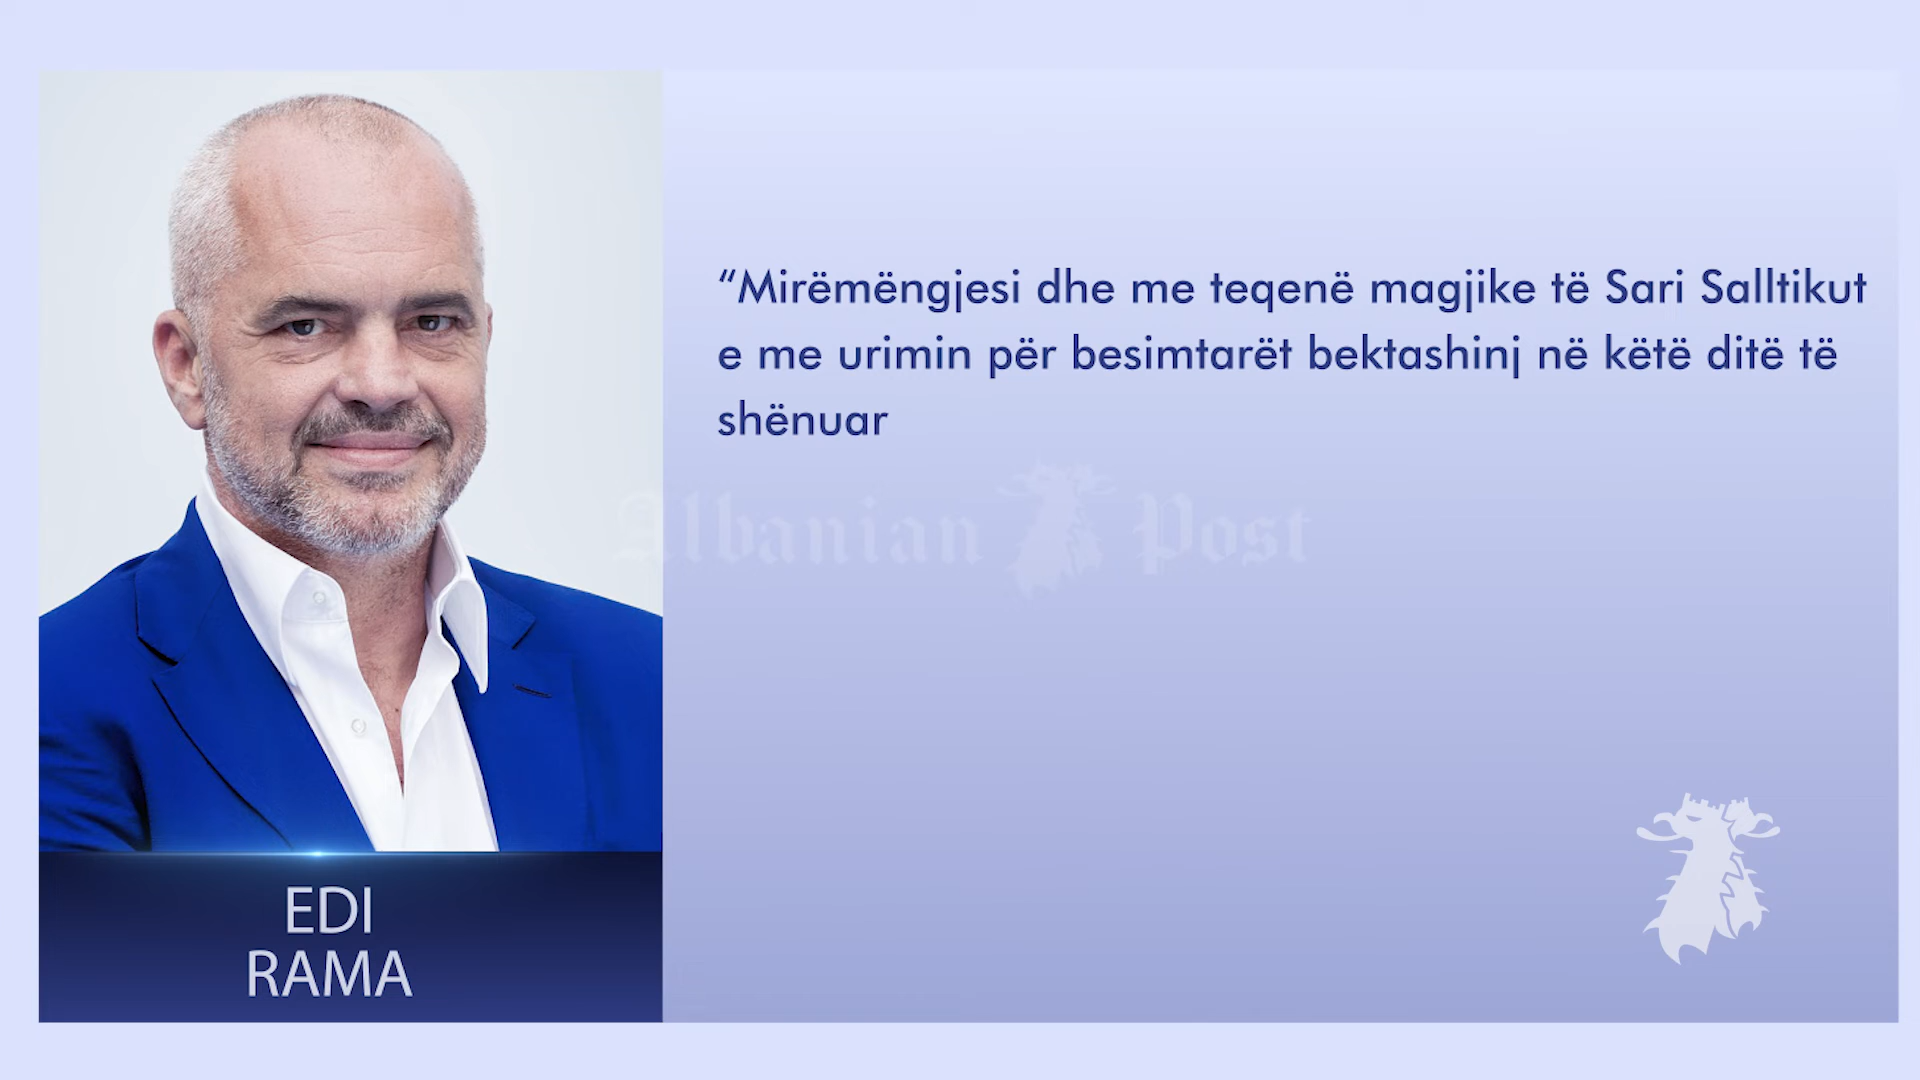 “Mirëmëngjesi dhe me teqenë magjike të Sari Salltikut
e me urimin për besimtarët bektashinj në këtë ditë të
shënuar
Albanian Post
EDI
RAMA